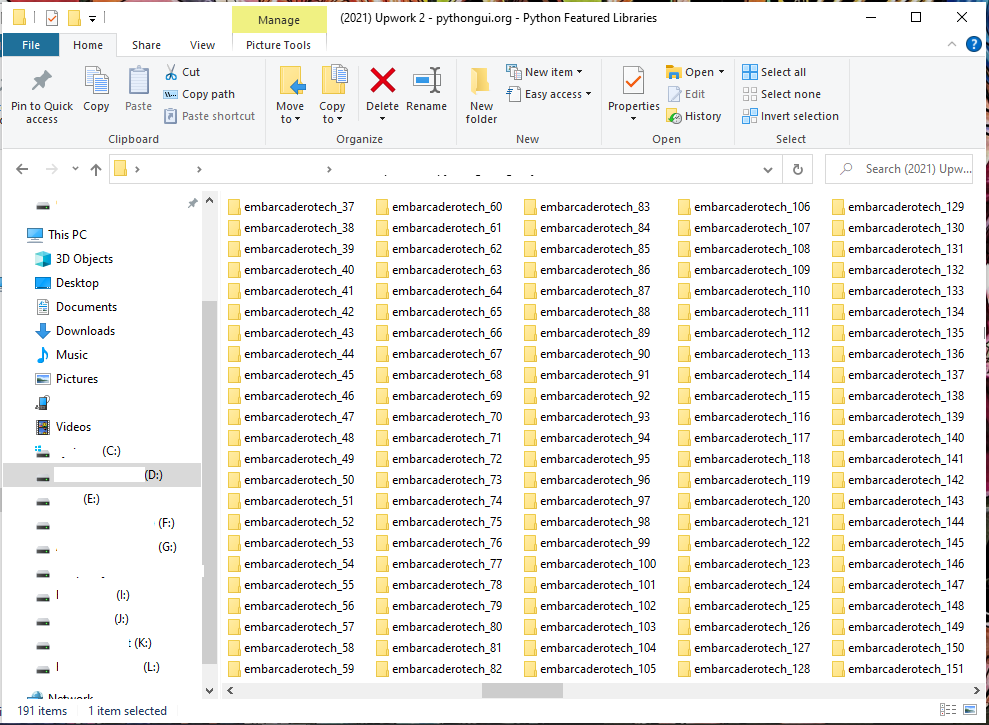 Manage
(2021) Upwork 2 - pythongui.org - Python Featured Libraries
File Home Share View Picture Tools
Pin to Quick access
Copy
Paste
Cut
Copy path
Paste shortcut
Clipboard
Move to
Copy to
Delete
Rename
Organize
New folder
New item
Easy access
New
Properties
Open
Edit
History
Open
Select all
Select none
Invert selection
Select
Search (2021) Upw...
This PC
3D Objects
Desktop
Documents
Downloads
Music
Pictures
Videos
(C:)
(D:)
(E:)
(F:)
(G:)
(I:)
(J:)
(K:)
(L:)
Network
embarcaderotech_37
embarcaderotech_38
embarcaderotech_39
embarcaderotech_40
embarcaderotech_41
embarcaderotech_42
embarcaderotech_43
embarcaderotech_44
embarcaderotech_45
embarcaderotech_46
embarcaderotech_47
embarcaderotech_48
embarcaderotech_49
embarcaderotech_50
embarcaderotech_51
embarcaderotech_52
embarcaderotech_53
embarcaderotech_54
embarcaderotech_55
embarcaderotech_56
embarcaderotech_57
embarcaderotech_58
embarcaderotech_59
embarcaderotech_60
embarcaderotech_61
embarcaderotech_62
embarcaderotech_63
embarcaderotech_64
embarcaderotech_65
embarcaderotech_66
embarcaderotech_67
embarcaderotech_68
embarcaderotech_69
embarcaderotech_70
embarcaderotech_71
embarcaderotech_72
embarcaderotech_73
embarcaderotech_74
embarcaderotech_75
embarcaderotech_76
embarcaderotech_77
embarcaderotech_78
embarcaderotech_79
embarcaderotech_80
embarcaderotech_81
embarcaderotech_82
embarcaderotech_83
embarcaderotech_84
embarcaderotech_85
embarcaderotech_86
embarcaderotech_87
embarcaderotech_88
embarcaderotech_89
embarcaderotech_90
embarcaderotech_91
embarcaderotech_92
embarcaderotech_93
embarcaderotech_94
embarcaderotech_95
embarcaderotech_96
embarcaderotech_97
embarcaderotech_98
embarcaderotech_99
embarcaderotech_100
embarcaderotech_101
embarcaderotech_102
embarcaderotech_103
embarcaderotech_104
embarcaderotech_105
embarcaderotech_106
embarcaderotech_107
embarcaderotech_108
embarcaderotech_109
embarcaderotech_110
embarcaderotech_111
embarcaderotech_112
embarcaderotech_113
embarcaderotech_114
embarcaderotech_115
embarcaderotech_116
embarcaderotech_117
embarcaderotech_118
embarcaderotech_119
embarcaderotech_120
embarcaderotech_121
embarcaderotech_122
embarcaderotech_123
embarcaderotech_124
embarcaderotech_125
embarcaderotech_126
embarcaderotech_127
embarcaderotech_128
embarcaderotech_129
embarcaderotech_130
embarcaderotech_131
embarcaderotech_132
embarcaderotech_133
embarcaderotech_134
embarcaderotech_135
embarcaderotech_136
embarcaderotech_137
embarcaderotech_138
embarcaderotech_139
embarcaderotech_140
embarcaderotech_141
embarcaderotech_142
embarcaderotech_143
embarcaderotech_144
embarcaderotech_145
embarcaderotech_146
embarcaderotech_147
embarcaderotech_148
embarcaderotech_149
embarcaderotech_150
embarcaderotech_151
191 items 1 item selected